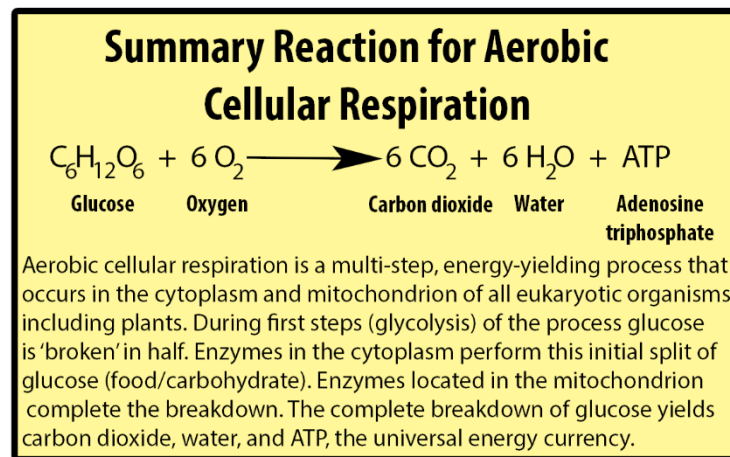 Summary Reaction for Aerobic
Cellular Respiration
C₆H₁₂O₆ + 6 O₂ ⟶ 6 CO₂ + 6 H₂O + ATP
Glucose Oxygen Carbon dioxide Water Adenosine
triphosphate
Aerobic cellular respiration is a multi-step, energy-yielding process that
occurs in the cytoplasm and mitochondrion of all eukaryotic organisms
including plants. During first steps (glycolysis) of the process glucose
is 'broken' in half. Enzymes in the cytoplasm perform this initial split of
glucose (food/carbohydrate). Enzymes located in the mitochondrion
complete the breakdown. The complete breakdown of glucose yields
carbon dioxide, water, and ATP, the universal energy currency.